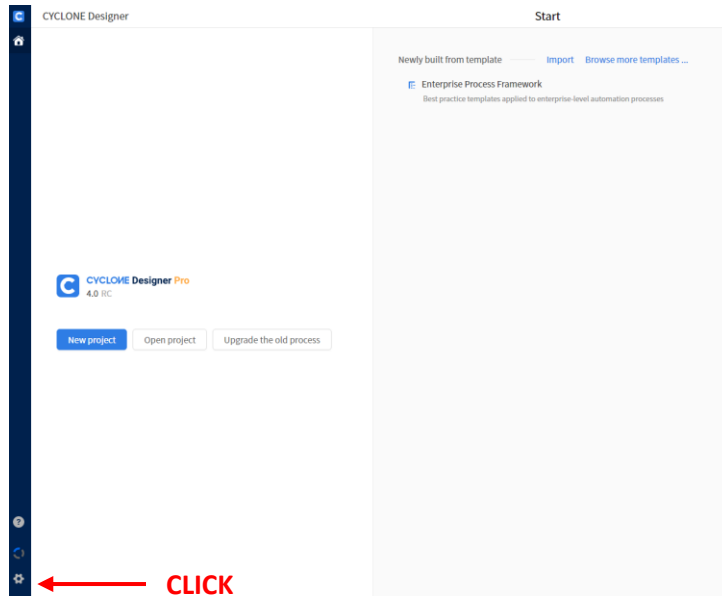 CYCLONE Designer
Start
Newly built from template
Import
Browse more templates ...
Enterprise Process Framework
Best practice templates applied to enterprise-level automation processes
CYCLONE Designer Pro
4.0 RC
New project
Open project
Upgrade the old process
CLICK